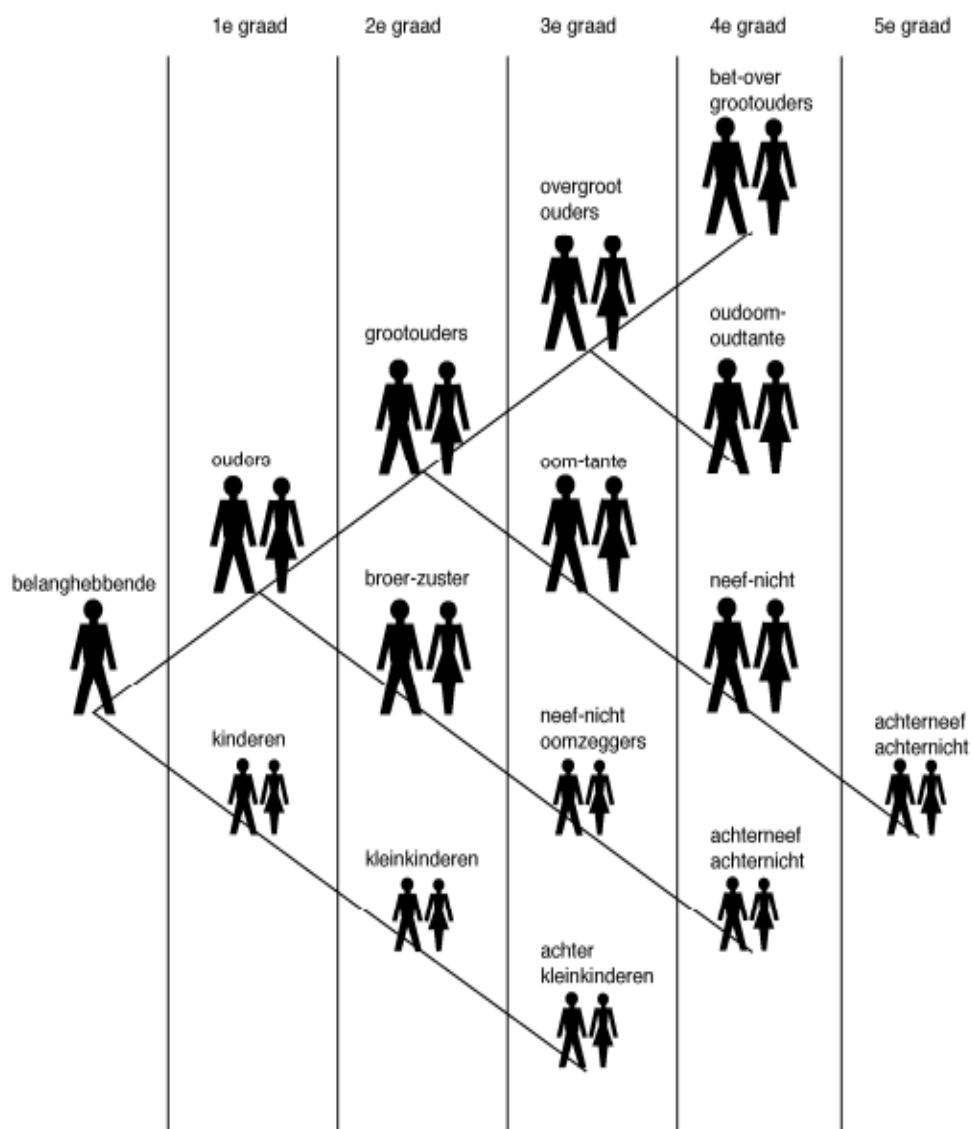 1e graad
2e graad
3e graad
4e graad
5e graad
bet-over
grootouders
overgroot
ouders
oudoom-
oudtante
grootouders
ouders
oom-tante
belanghebbende
broer-zuster
neef-nicht
kinderen
neef-nicht
oomzeggers
achterneef
achternicht
kleinkinderen
achterneef
achternicht
achter
kleinkinderen